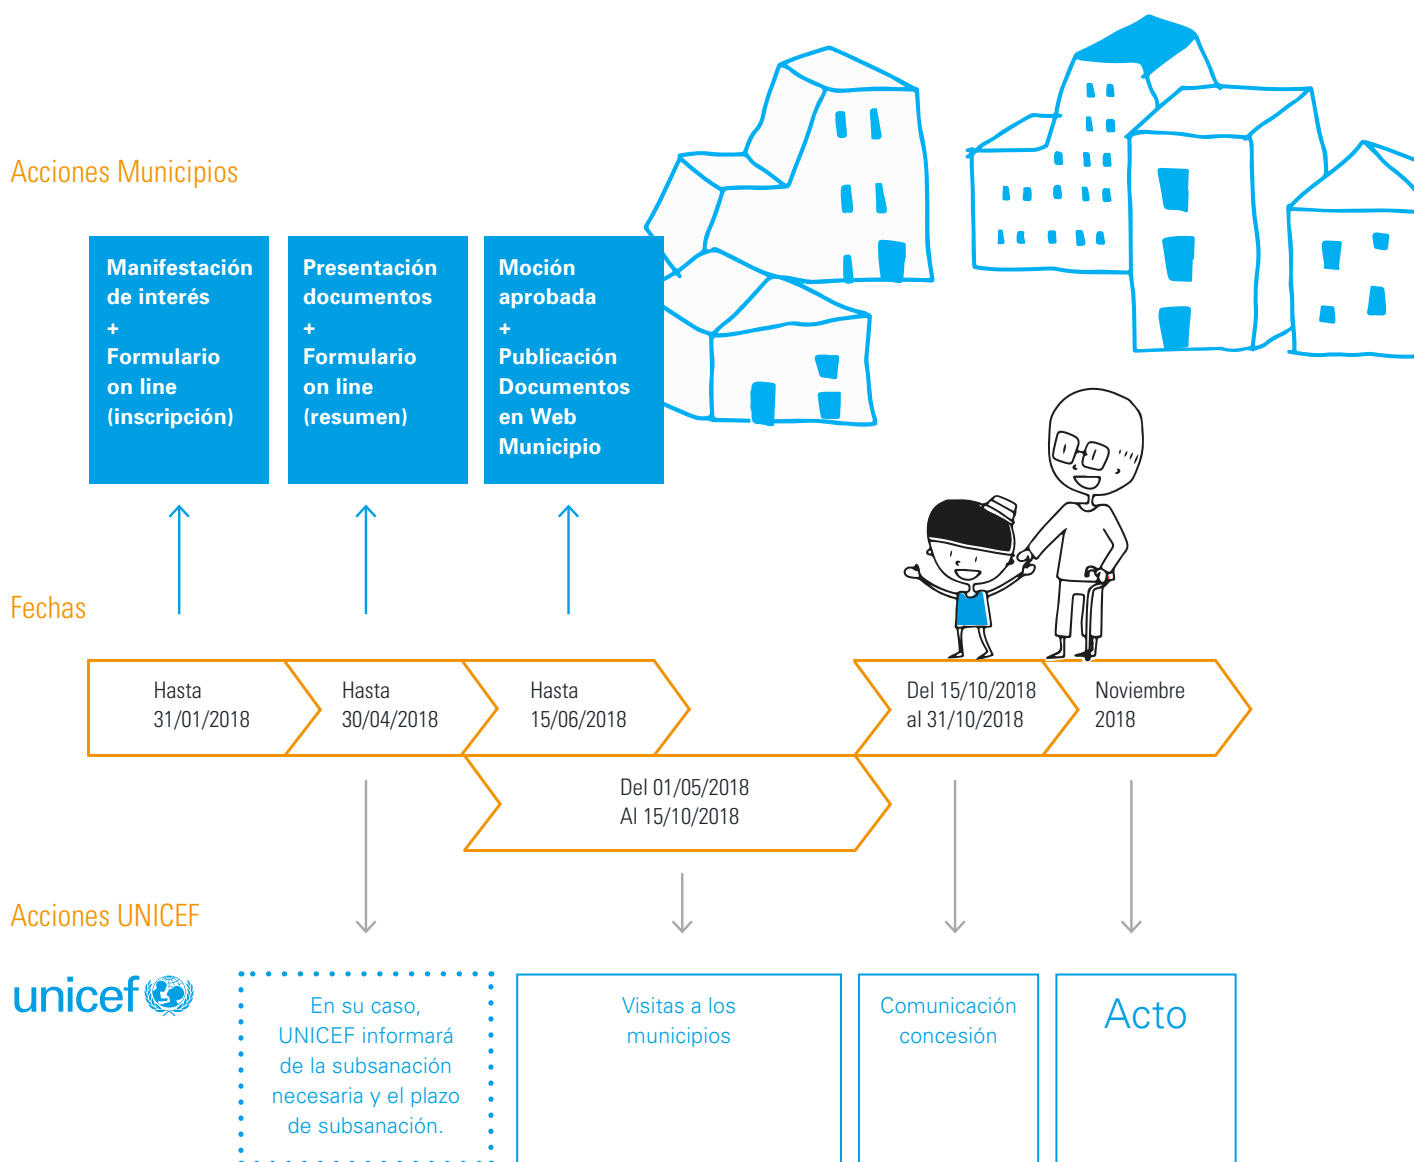 Acciones Municipios
Manifestación
de interés
+
Formulario
on line
(inscripción)
Presentación
documentos
+
Formulario
on line
(resumen)
Moción
aprobada
+
Publicación
Documentos
en Web
Municipio
Fechas
Hasta
31/01/2018
Hasta
30/04/2018
Hasta
15/06/2018
Del 15/10/2018
al 31/10/2018
Noviembre
2018
Del 01/05/2018
Al 15/10/2018
Acciones UNICEF
unicef
En su caso,
UNICEF informará
de la subsanación
necesaria y el plazo
de subsanación.
Visitas a los
municipios
Comunicación
concesión
Acto